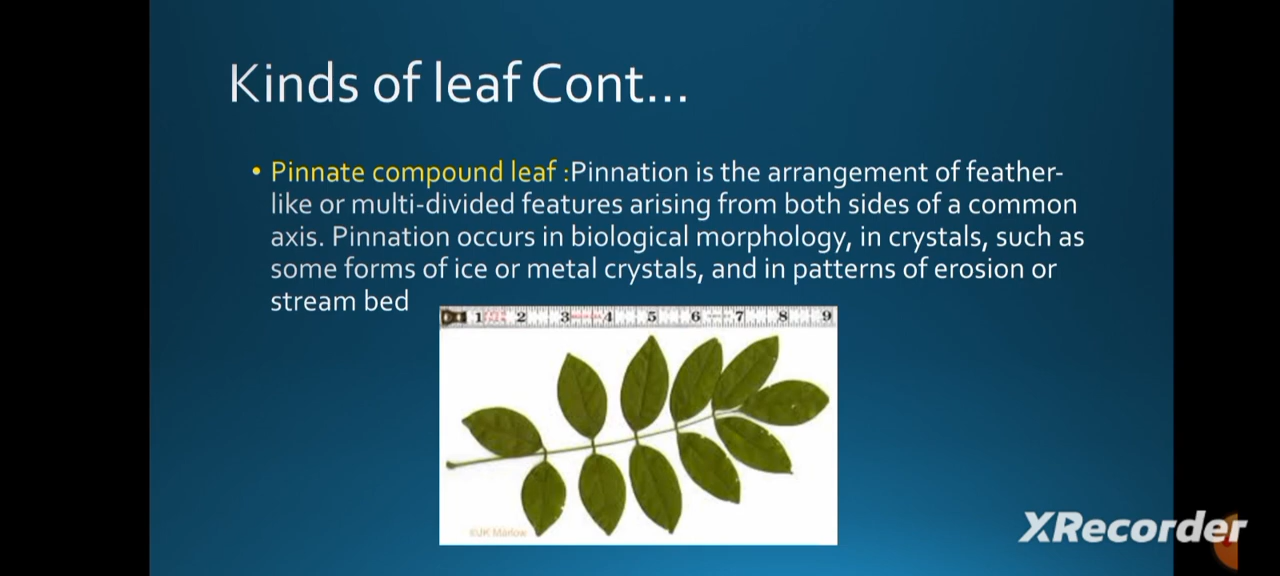 Kinds of leaf Cont...
• Pinnate compound leaf :Pinnation is the arrangement of feather-
like or multi-divided features arising from both sides of a common
axis. Pinnation occurs in biological morphology, in crystals, such as
some forms of ice or metal crystals, and in patterns of erosion or
stream bed
1 2 3 4 5 6 7 8 9
©JK Marlow
XRecorder